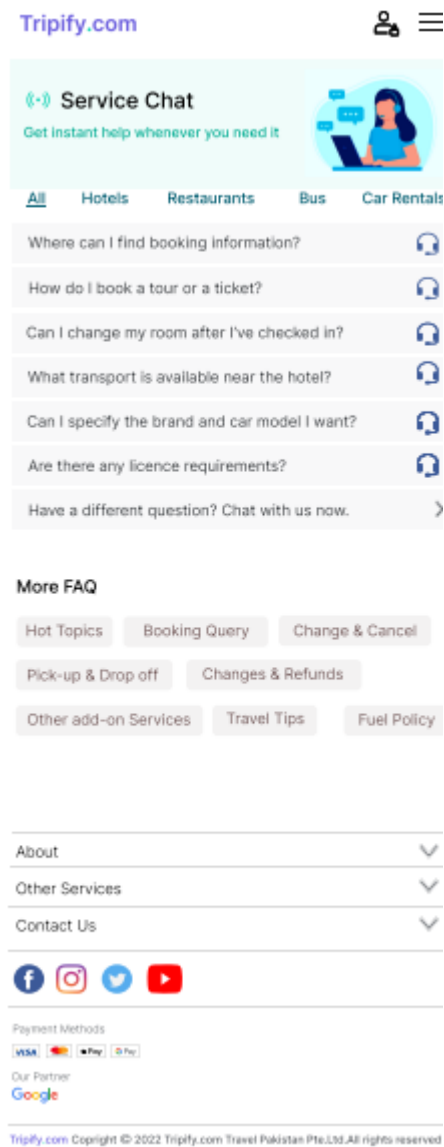 Tripify.com
Service Chat
Get instant help whenever you need it
All Hotels Restaurants Bus Car Rentals
Where can I find booking information?
How do I book a tour or a ticket?
Can I change my room after I've checked in?
What transport is available near the hotel?
Can I specify the brand and car model I want?
Are there any licence requirements?
Have a different question? Chat with us now.
More FAQ
Hot Topics Booking Query Change & Cancel
Pick-up & Drop off Changes & Refunds
Other add-on Services Travel Tips Fuel Policy
About
Other Services
Contact Us
Payment Methods
VISA Pay G Pay
Our Partner
Google
Tripify.com Copright © 2022 Tripify.com Travel Pakistan Pte.Ltd.All rights reserved